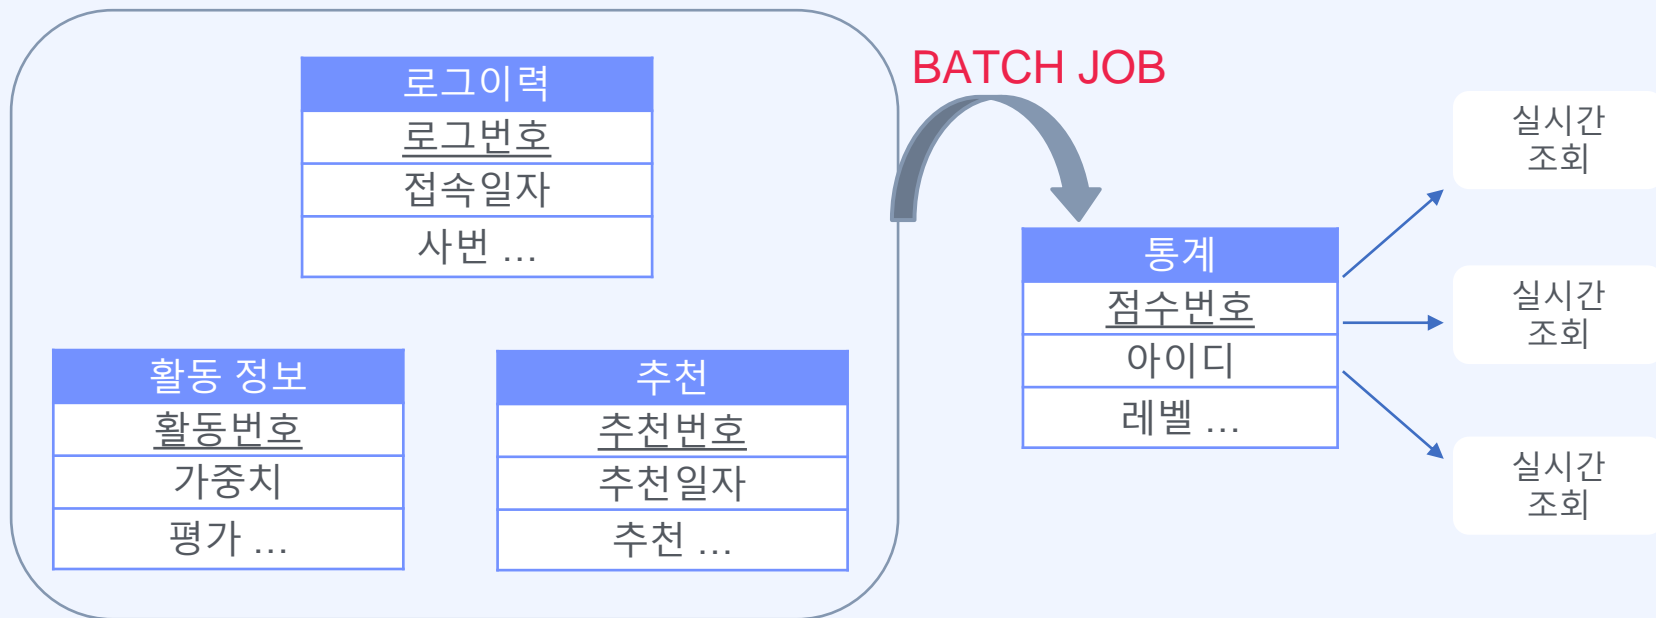 로그이력
로그번호
접속일자
사번 ...
활동 정보
활동번호
가중치
평가 ...
추천
추천번호
추천일자
추천 ...
BATCH JOB
통계
점수번호
아이디
레벨 ...
실시간
조회
실시간
조회
실시간
조회